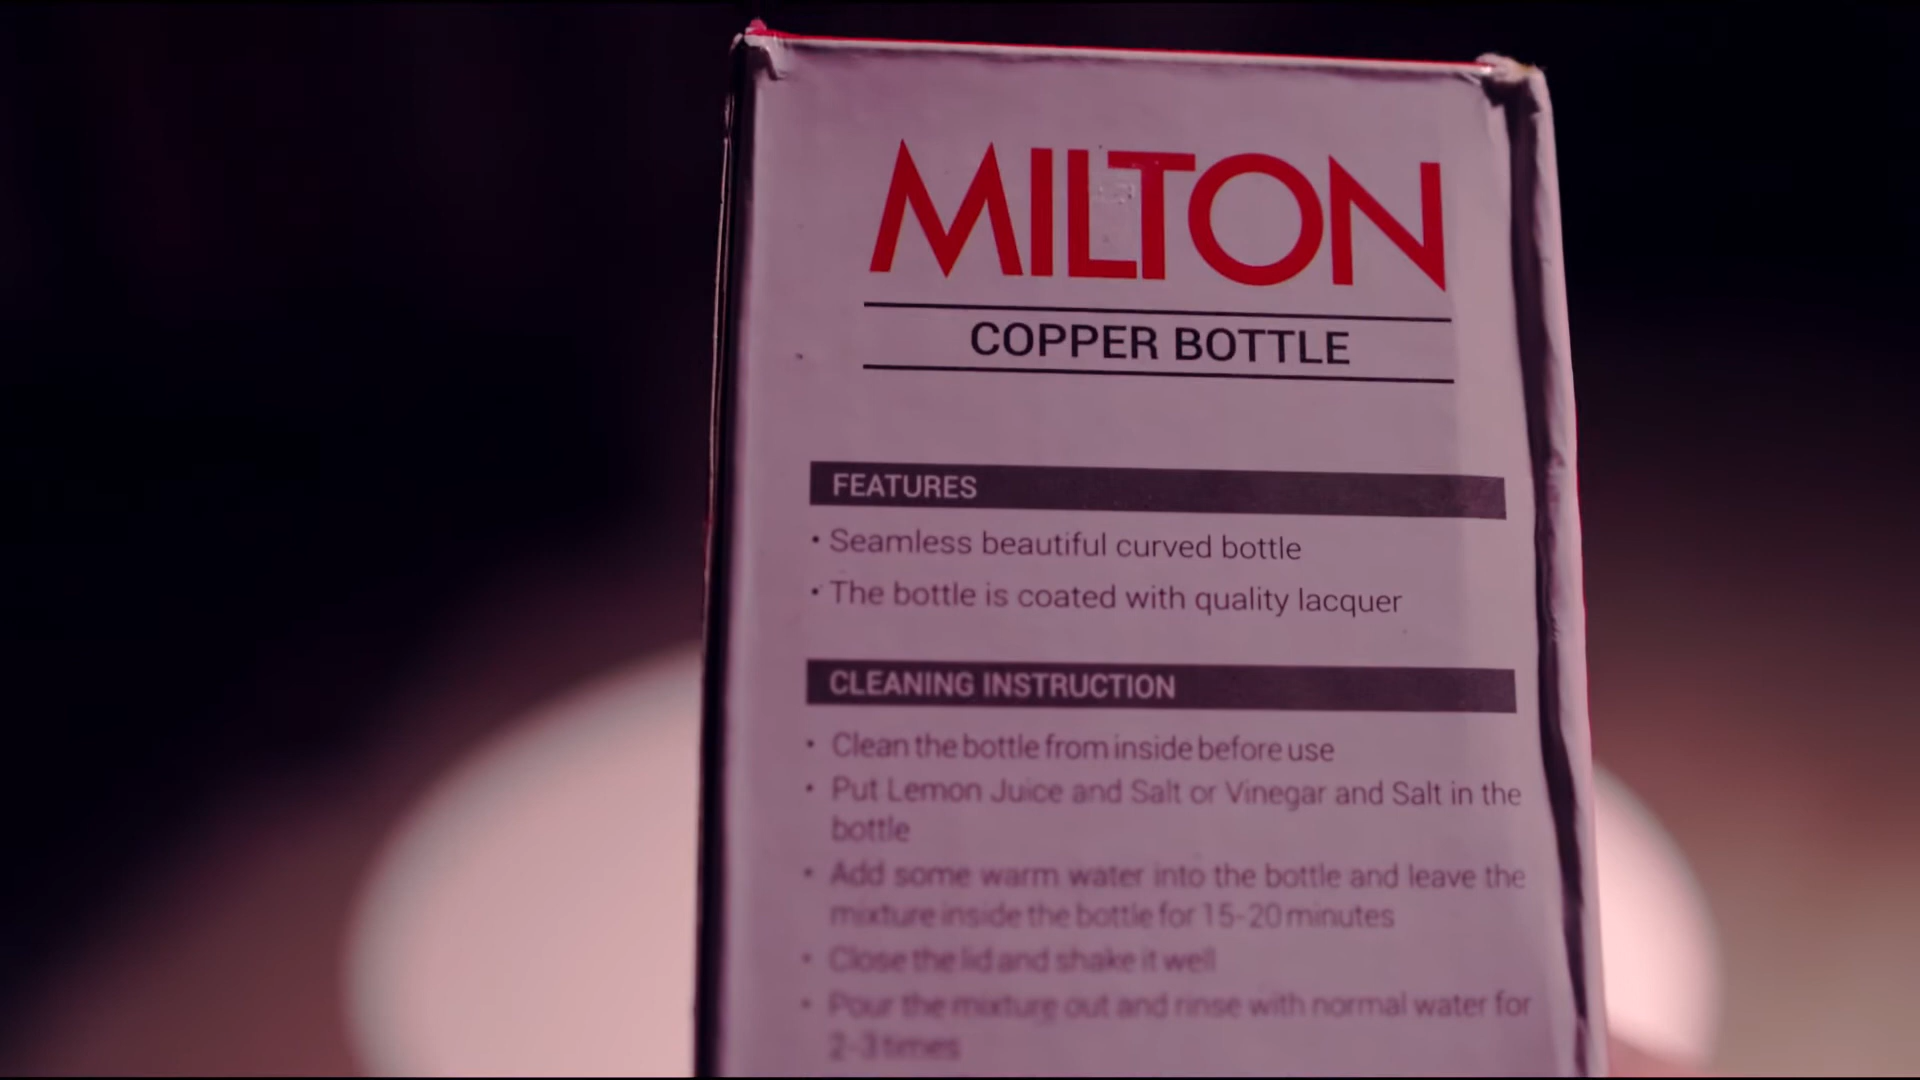 MILTON
COPPER BOTTLE
FEATURES
• Seamless beautiful curved bottle
• The bottle is coated with quality lacquer
CLEANING INSTRUCTION
• Clean the bottle from inside before use
• Put Lemon Juice and Salt or Vinegar and Salt in the
bottle
• Add some warm water into the bottle and leave the
mixture inside the bottle for 15-20 minutes
• Close the lid and shake it well
• Pour the mixture out and rinse with normal water for
2-3 times